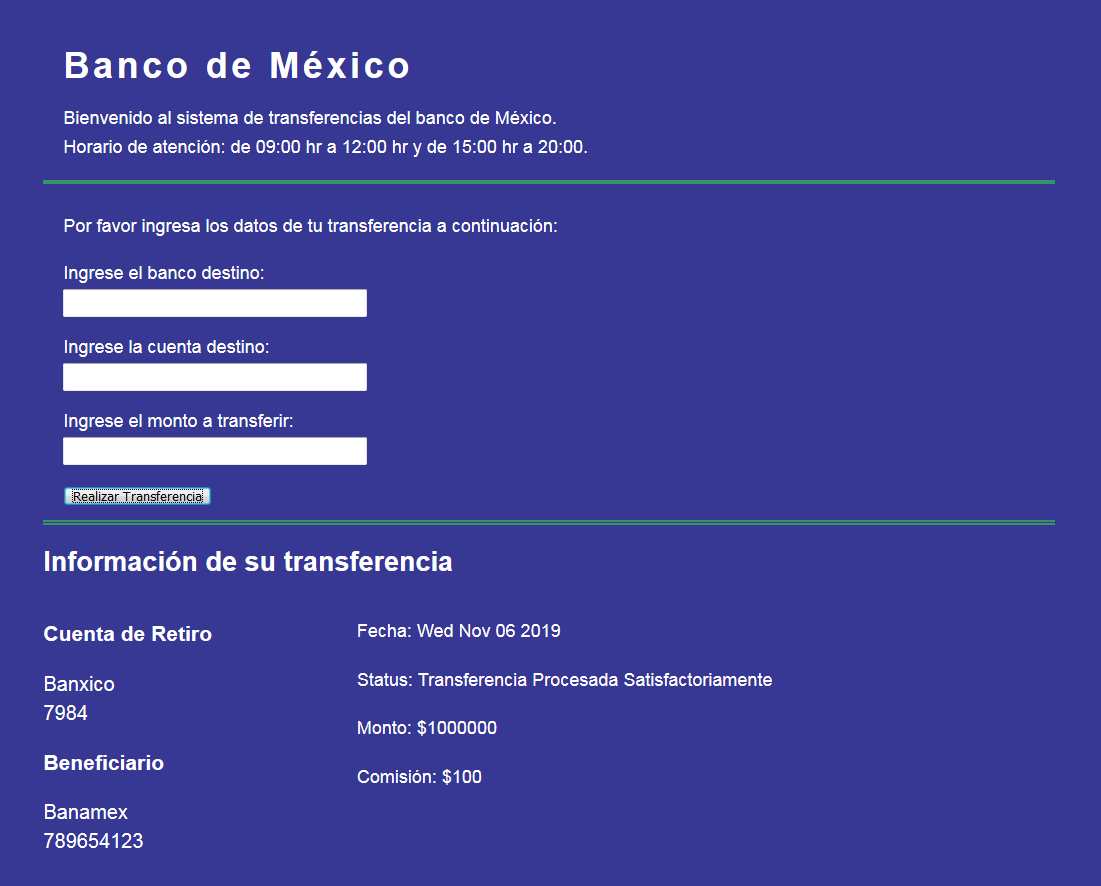 Banco de México
Bienvenido al sistema de transferencias del banco de México.
Horario de atención: de 09:00 hr a 12:00 hr y de 15:00 hr a 20:00.
Por favor ingresa los datos de tu transferencia a continuación:
Ingrese el banco destino:
Ingrese la cuenta destino:
Ingrese el monto a transferir:
Realizar Transferencia
Información de su transferencia
Cuenta de Retiro
Banxico
7984
Beneficiario
Banamex
789654123
Fecha: Wed Nov 06 2019
Status: Transferencia Procesada Satisfactoriamente
Monto: $1000000
Comisión: $100